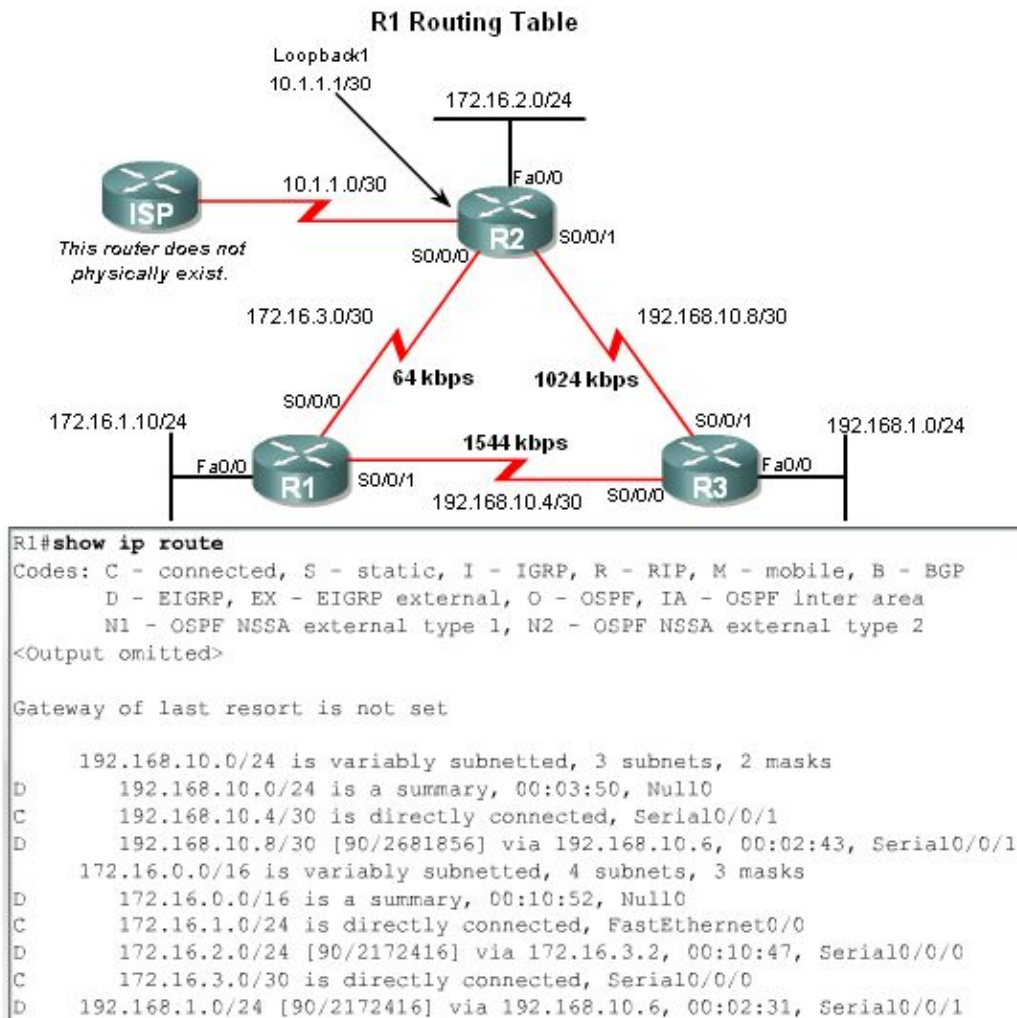 R1 Routing Table
Loopback1
10.1.1.1/30
172.16.2.0/24
10.1.1.0/30
Fa0/0
ISP
R2
S0/0/1
This router does not
physically exist.
S0/0/0
172.16.3.0/30
192.168.10.8/30
64 kbps
1024 kbps
S0/0/0
172.16.1.10/24
S0/0/1
192.168.1.0/24
1544 kbps
Fa0/0
R1
S0/0/1
192.168.10.4/30
S0/0/0
R3
Fa0/0
R1#show ip route
Codes: C - connected, S - static, I - IGRP, R - RIP, M - mobile, B - BGP
D - EIGRP, EX - EIGRP external, O - OSPF, IA - OSPF inter area
N1 - OSPF NSSA external type 1, N2 - OSPF NSSA external type 2
<Output omitted>
Gateway of last resort is not set
192.168.10.0/24 is variably subnetted, 3 subnets, 2 masks
D 192.168.10.0/24 is a summary, 00:03:50, Null0
C 192.168.10.4/30 is directly connected, Serial0/0/1
D 192.168.10.8/30 [90/2681856] via 192.168.10.6, 00:02:43, Serial0/0/1
172.16.0.0/16 is variably subnetted, 4 subnets, 3 masks
D 172.16.0.0/16 is a summary, 00:10:52, Null0
C 172.16.1.0/24 is directly connected, FastEthernet0/0
D 172.16.2.0/24 [90/2172416] via 172.16.3.2, 00:10:47, Serial0/0/0
C 172.16.3.0/30 is directly connected, Serial0/0/0
D 192.168.1.0/24 [90/2172416] via 192.168.10.6, 00:02:31, Serial0/0/1